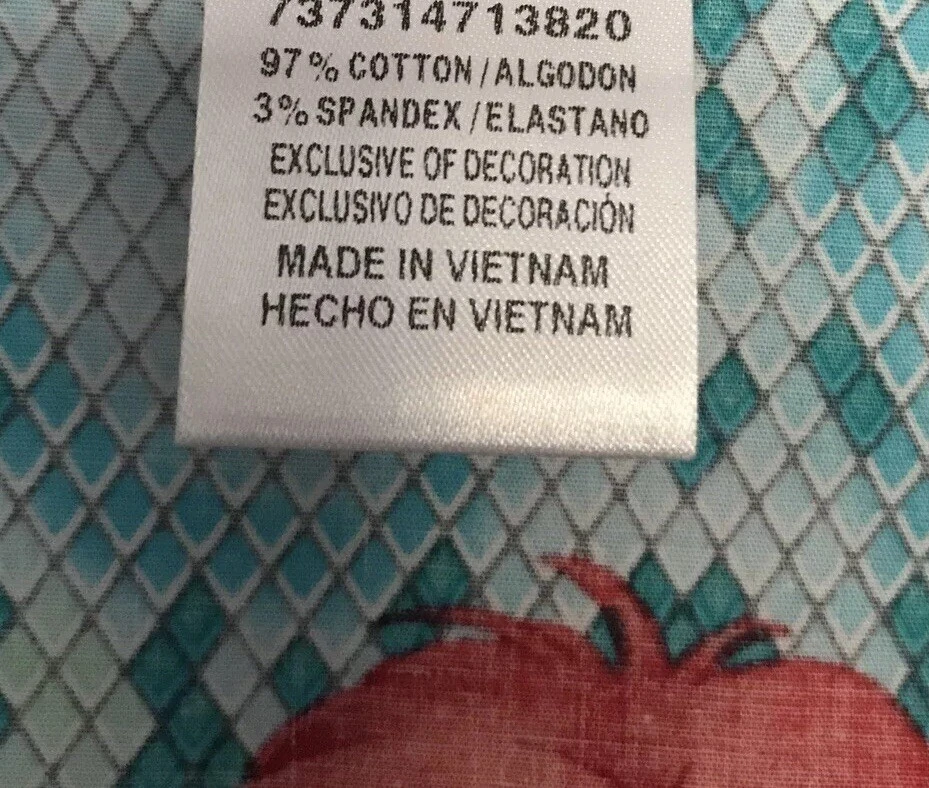 737314713820
97% COTTON/ALGODON
3% SPANDEX/ELASTANO
EXCLUSIVE OF DECORATION
EXCLUSIVO DE DECORACIÓN
MADE IN VIETNAM
HECHO EN VIETNAM